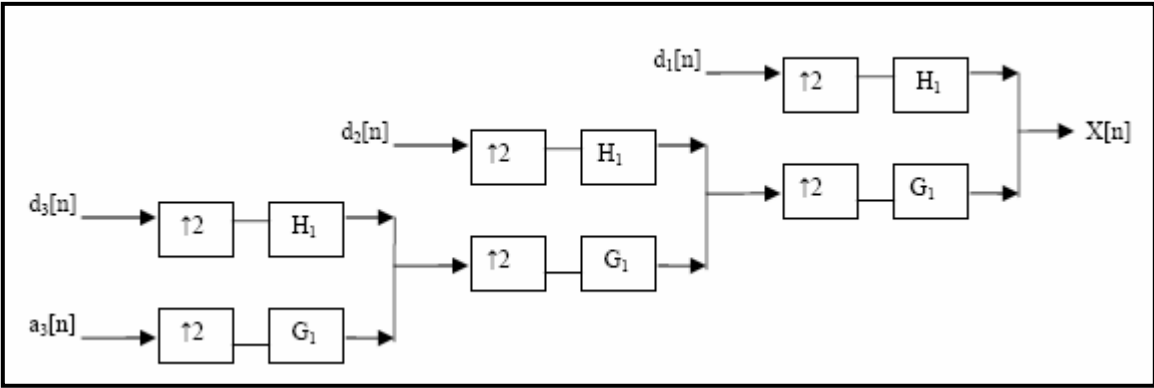 d₁[n] ↑2 H₁
X[n]
d₂[n] ↑2 H₁
↑2 G₁
d₃[n] ↑2 H₁
↑2 G₁
a₃[n] ↑2 G₁